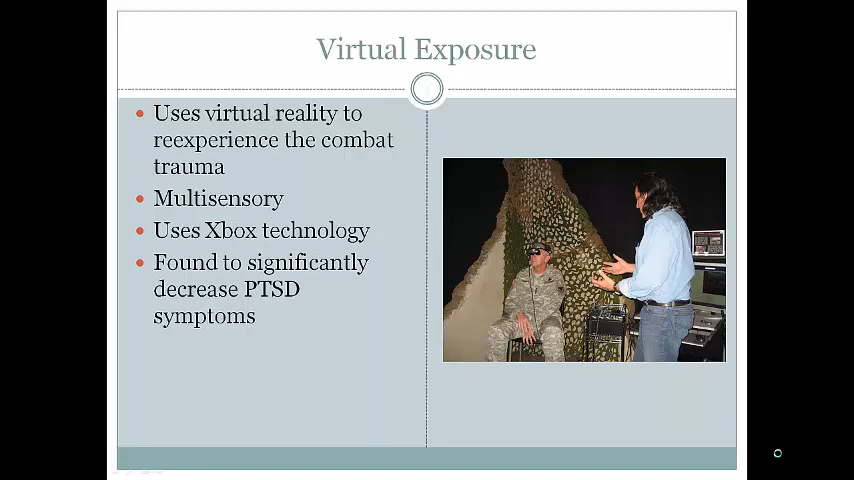 Virtual Exposure
Uses virtual reality to
reexperience the combat
trauma
Multisensory
Uses Xbox technology
Found to significantly
decrease PTSD
symptoms